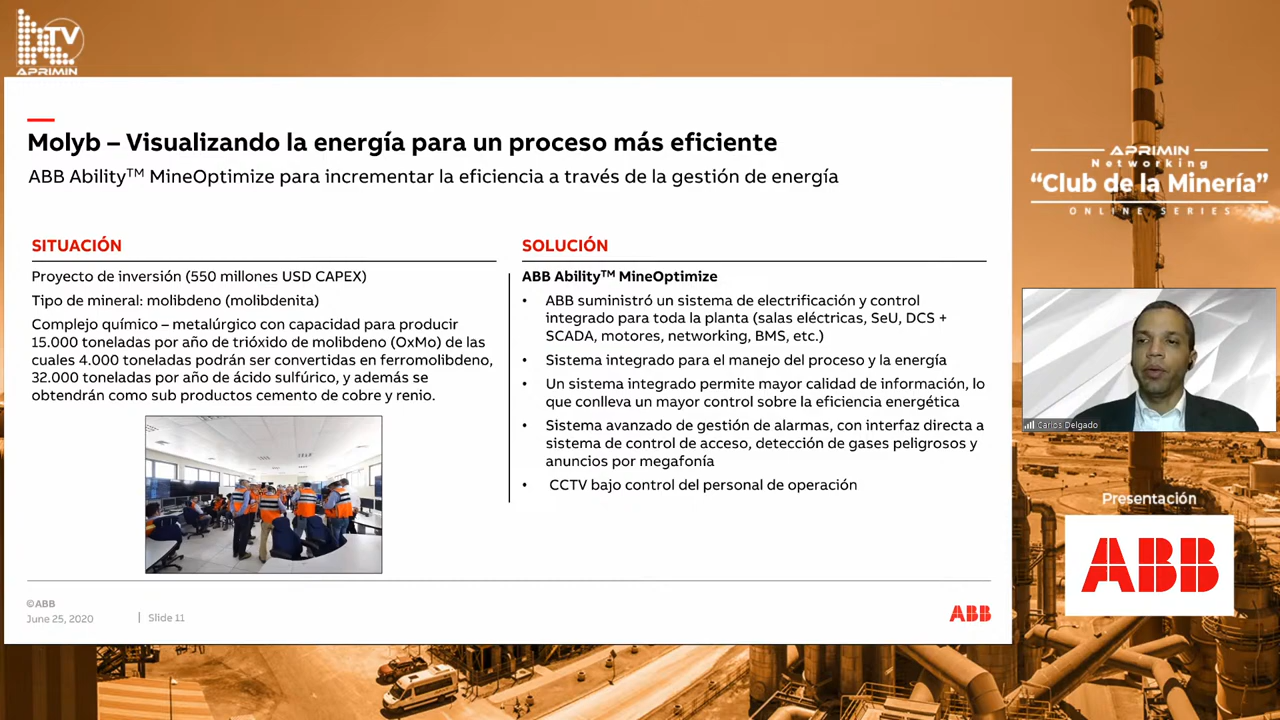 TV
APRIMIN
Molyb – Visualizando la energía para un proceso más eficiente
ABB Ability™ MineOptimize para incrementar la eficiencia a través de la gestión de energía
SITUACIÓN
Proyecto de inversión (550 millones USD CAPEX)
Tipo de mineral: molibdeno (molibdenita)
Complejo químico – metalúrgico con capacidad para producir
15.000 toneladas por año de trióxido de molibdeno (OxMo) de las
cuales 4.000 toneladas podrán ser convertidas en ferromolibdeno,
32.000 toneladas por año de ácido sulfúrico, y además se
obtendrán como sub productos cemento de cobre y renio.
SOLUCIÓN
ABB Ability™ MineOptimize
• ABB suministró un sistema de electrificación y control
integrado para toda la planta (salas eléctricas, SeU, DCS +
SCADA, motores, networking, BMS, etc.)
• Sistema integrado para el manejo del proceso y la energía
• Un sistema integrado permite mayor calidad de información, lo
que conlleva un mayor control sobre la eficiencia energética
• Sistema avanzado de gestión de alarmas, con interfaz directa a
sistema de control de acceso, detección de gases peligrosos y
anuncios por megafonía
• CCTV bajo control del personal de operación
©ABB
June 25, 2020 | Slide 11
ABB
APRIMIN
Networking
“Club de la Minería”
ONLINE SERIES
Carlos Delgado
Presentación
ABB